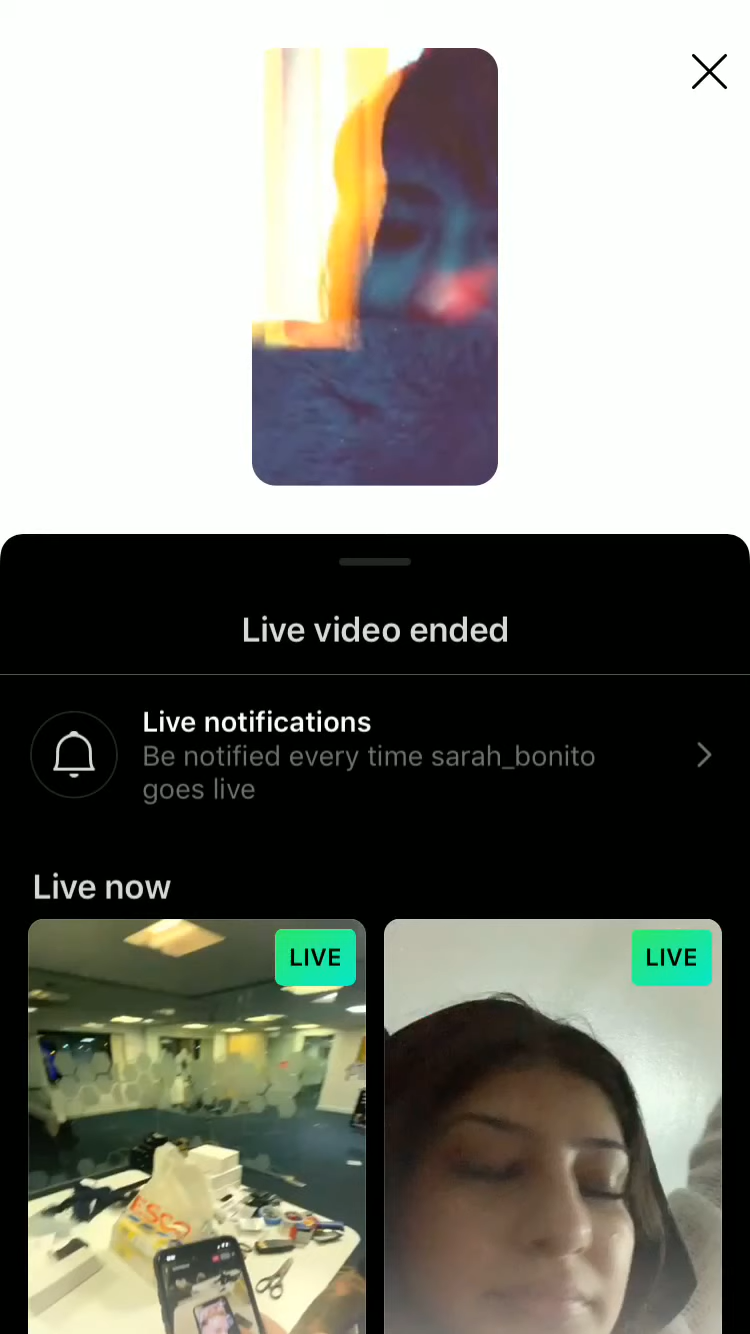 Live video ended
Live notifications
Be notified every time sarah_bonito
goes live
Live now
LIVE
LIVE
ESCO